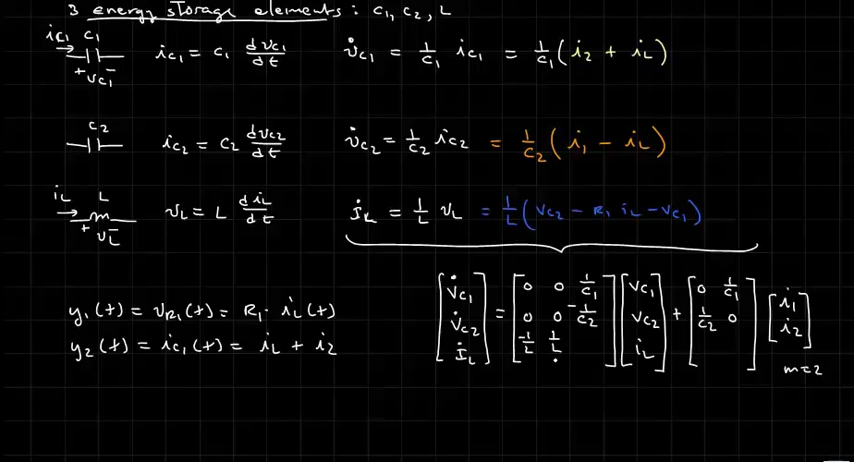 3 energy storage elements: C1, C2, L
iC1 C1 + vC1 - iC1 = C1 dvC1/dt v̇C1 = 1/C1 iC1 = 1/C1 (i2 + iL)
C2 iC2 = C2 dvC2/dt v̇C2 = 1/C2 iC2 = 1/C2 (i1 - iL)
iL L + vL - vL = L diL/dt i̇L = 1/L vL = 1/L (vC2 - R1 iL - vC1)
[v̇C1 v̇C2 i̇L] = [0 0 1/C1; 0 0 -1/C2; -1/L 1/L] [vC1 vC2 iL] + [0 1/C1; 1/C2 0] [i1 i2]
y1(t) = vR1(t) = R1 · iL(t)
y2(t) = iC1(t) = iL + i2
m=2